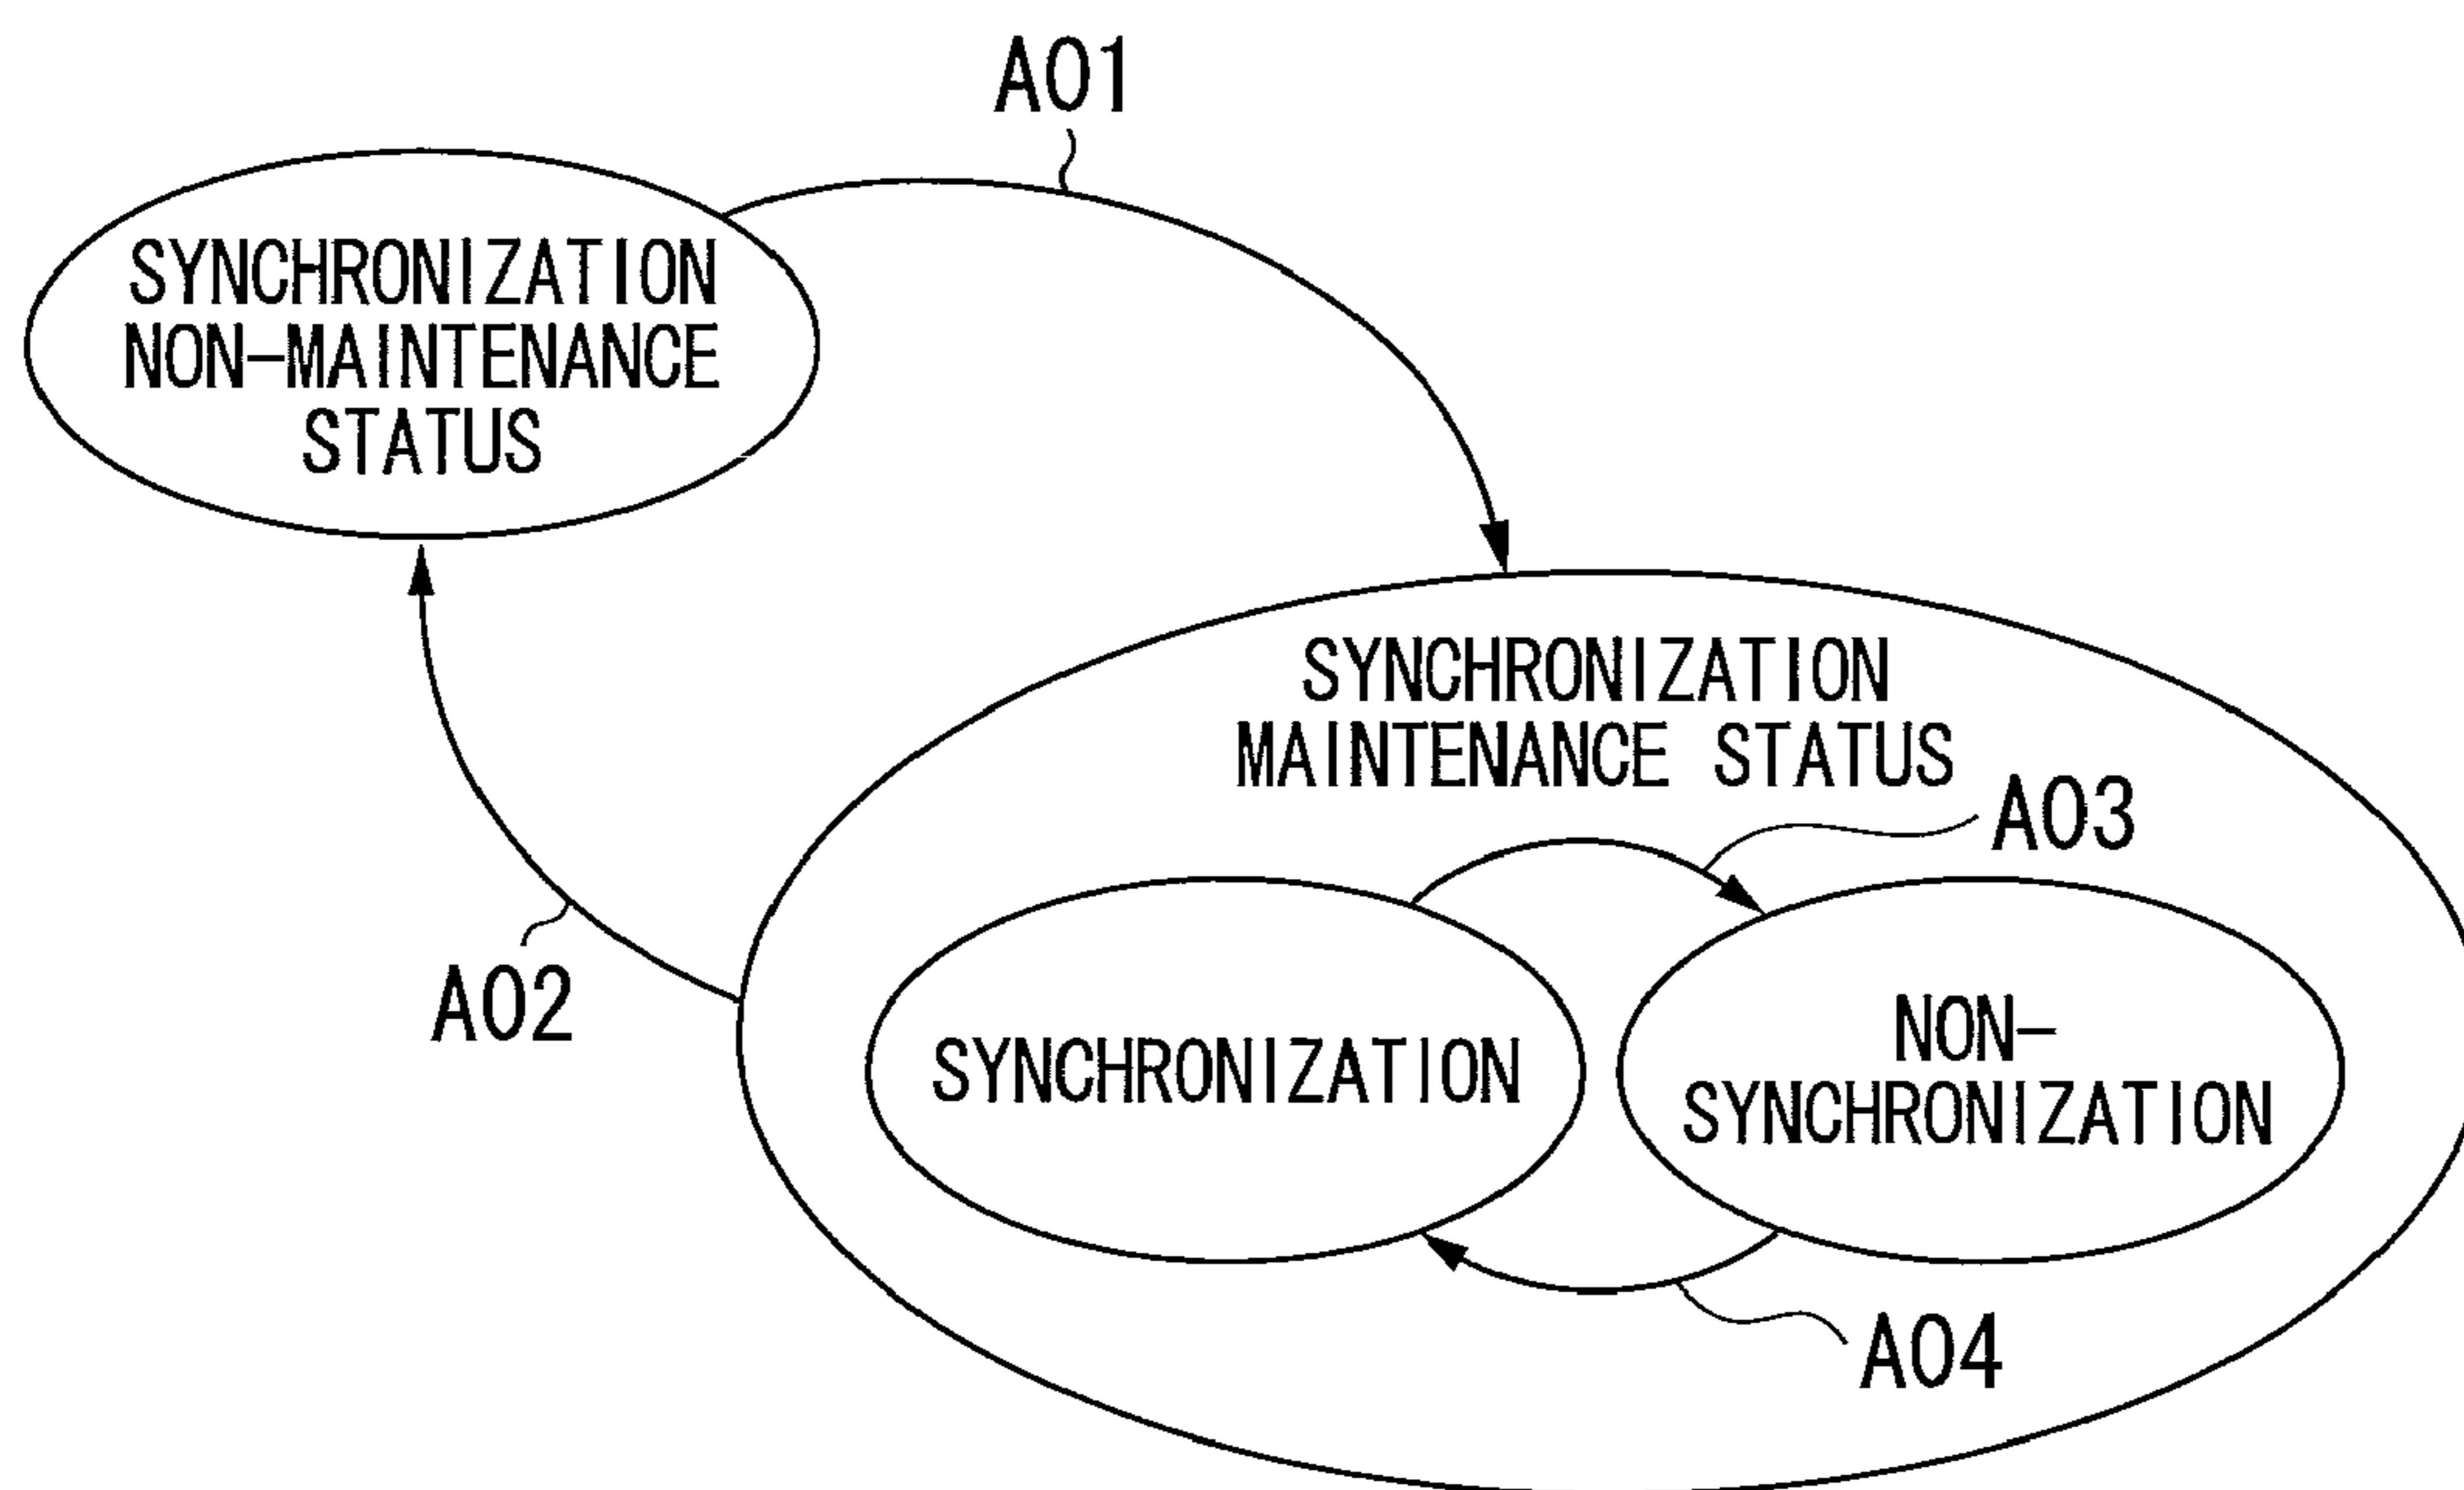 A01
SYNCHRONIZATION
NON-MAINTENANCE
STATUS
SYNCHRONIZATION
MAINTENANCE STATUS
A03
A02
SYNCHRONIZATION
NON-
SYNCHRONIZATION
A04